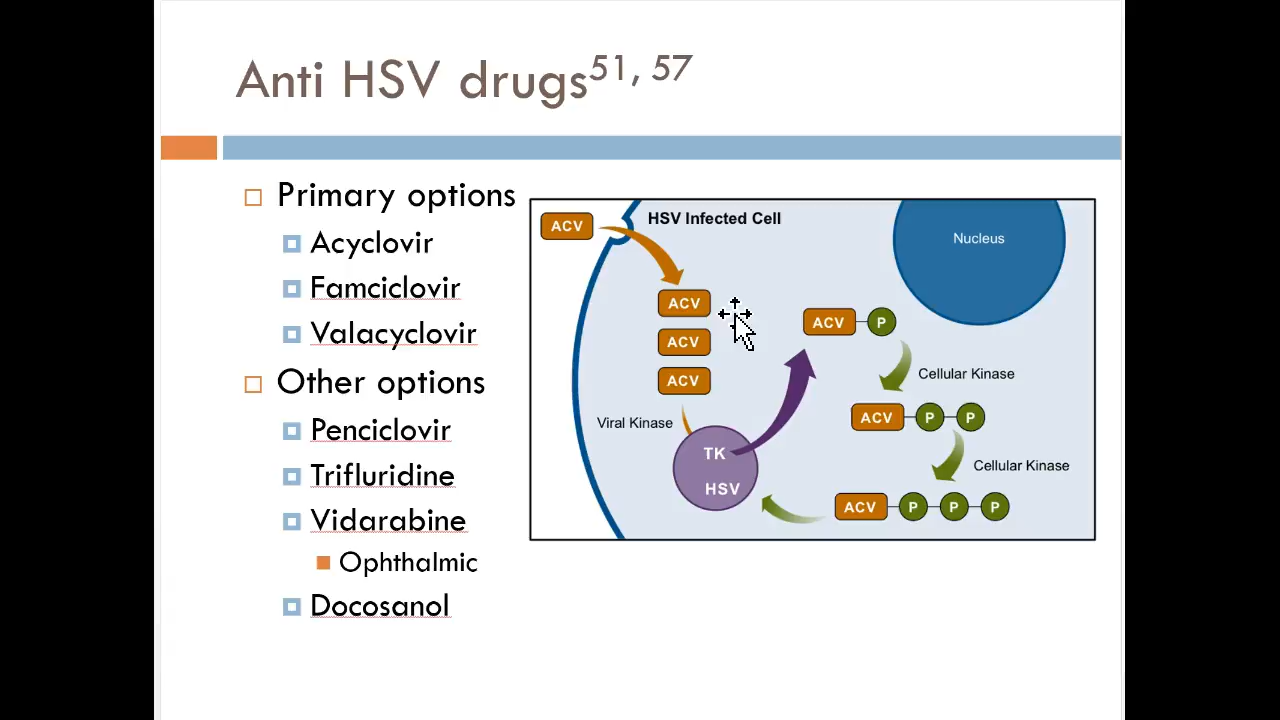 Anti HSV drugs51, 57
Primary options
Acyclovir
Famciclovir
Valacyclovir
Other options
Penciclovir
Trifluridine
Vidarabine
Ophthalmic
Docosanol
HSV Infected Cell
ACV
Nucleus
ACV
ACV
ACV
Viral Kinase
TK
HSV
ACV P
Cellular Kinase
ACV P P
Cellular Kinase
ACV P P P